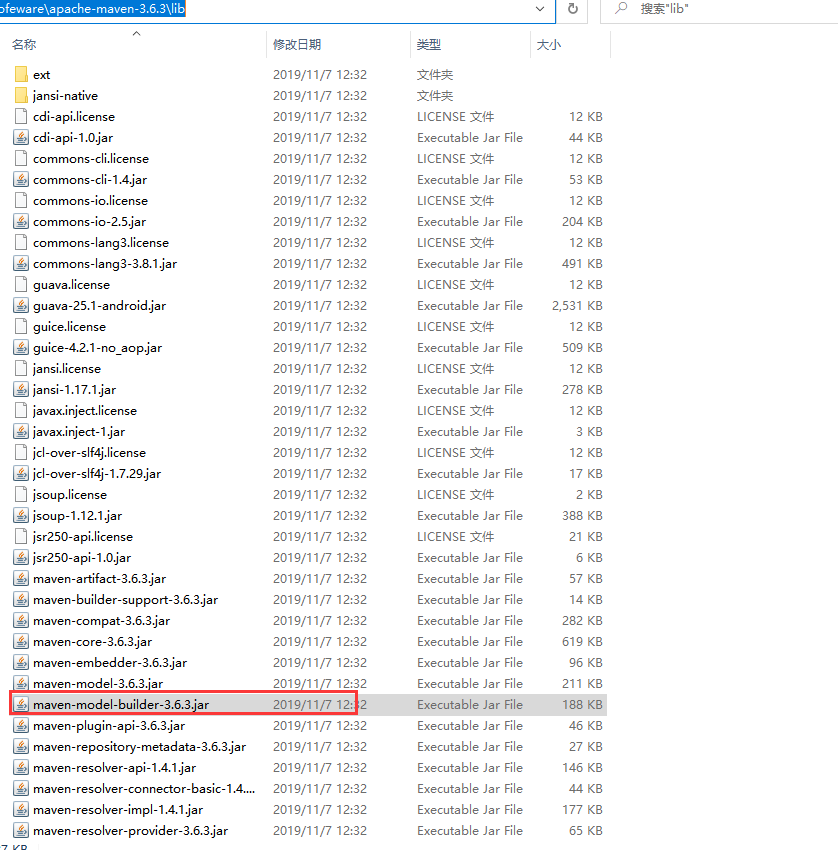 ofeware\apache-maven-3.6.3\lib 搜索"lib"
名称 修改日期 类型 大小
ext 2019/11/7 12:32 文件夹
jansi-native 2019/11/7 12:32 文件夹
cdi-api.license 2019/11/7 12:32 LICENSE 文件 12 KB
cdi-api-1.0.jar 2019/11/7 12:32 Executable Jar File 44 KB
commons-cli.license 2019/11/7 12:32 LICENSE 文件 12 KB
commons-cli-1.4.jar 2019/11/7 12:32 Executable Jar File 53 KB
commons-io.license 2019/11/7 12:32 LICENSE 文件 12 KB
commons-io-2.5.jar 2019/11/7 12:32 Executable Jar File 204 KB
commons-lang3.license 2019/11/7 12:32 LICENSE 文件 12 KB
commons-lang3-3.8.1.jar 2019/11/7 12:32 Executable Jar File 491 KB
guava.license 2019/11/7 12:32 LICENSE 文件 12 KB
guava-25.1-android.jar 2019/11/7 12:32 Executable Jar File 2,531 KB
guice.license 2019/11/7 12:32 LICENSE 文件 12 KB
guice-4.2.1-no_aop.jar 2019/11/7 12:32 Executable Jar File 509 KB
jansi.license 2019/11/7 12:32 LICENSE 文件 12 KB
jansi-1.17.1.jar 2019/11/7 12:32 Executable Jar File 278 KB
javax.inject.license 2019/11/7 12:32 LICENSE 文件 12 KB
javax.inject-1.jar 2019/11/7 12:32 Executable Jar File 3 KB
jcl-over-slf4j.license 2019/11/7 12:32 LICENSE 文件 12 KB
jcl-over-slf4j-1.7.29.jar 2019/11/7 12:32 Executable Jar File 17 KB
jsoup.license 2019/11/7 12:32 LICENSE 文件 2 KB
jsoup-1.12.1.jar 2019/11/7 12:32 Executable Jar File 388 KB
jsr250-api.license 2019/11/7 12:32 LICENSE 文件 21 KB
jsr250-api-1.0.jar 2019/11/7 12:32 Executable Jar File 6 KB
maven-artifact-3.6.3.jar 2019/11/7 12:32 Executable Jar File 57 KB
maven-builder-support-3.6.3.jar 2019/11/7 12:32 Executable Jar File 14 KB
maven-compat-3.6.3.jar 2019/11/7 12:32 Executable Jar File 282 KB
maven-core-3.6.3.jar 2019/11/7 12:32 Executable Jar File 619 KB
maven-embedder-3.6.3.jar 2019/11/7 12:32 Executable Jar File 96 KB
maven-model-3.6.3.jar 2019/11/7 12:32 Executable Jar File 211 KB
maven-model-builder-3.6.3.jar 2019/11/7 12:32 Executable Jar File 188 KB
maven-plugin-api-3.6.3.jar 2019/11/7 12:32 Executable Jar File 46 KB
maven-repository-metadata-3.6.3.jar 2019/11/7 12:32 Executable Jar File 27 KB
maven-resolver-api-1.4.1.jar 2019/11/7 12:32 Executable Jar File 146 KB
maven-resolver-connector-basic-1.4.... 2019/11/7 12:32 Executable Jar File 44 KB
maven-resolver-impl-1.4.1.jar 2019/11/7 12:32 Executable Jar File 177 KB
maven-resolver-provider-3.6.3.jar 2019/11/7 12:32 Executable Jar File 65 KB